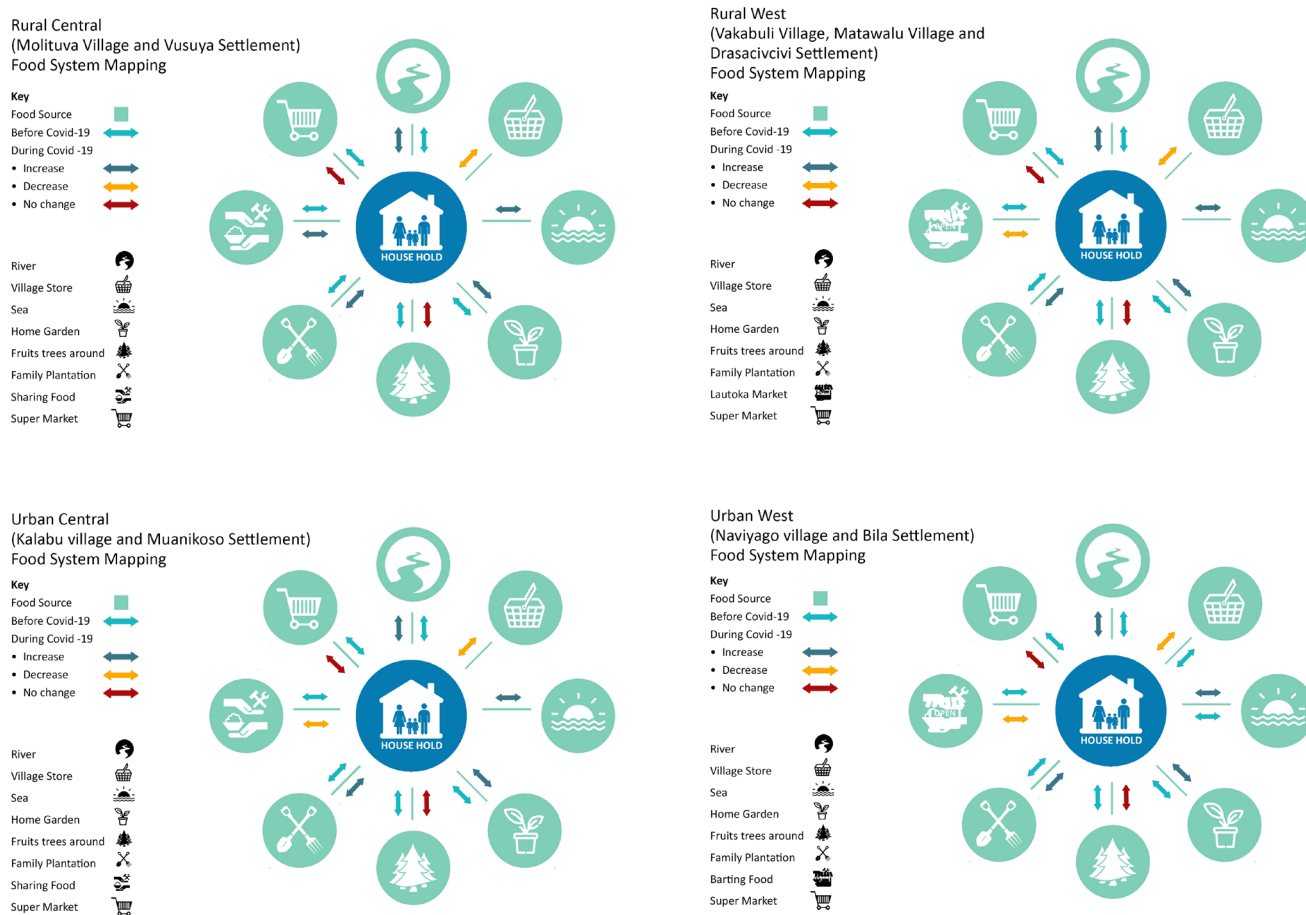 Rural Central
(Molituva Village and Vusuya Settlement)
Food System Mapping
Key
Food Source
Before Covid-19
During Covid -19
• Increase
• Decrease
• No change
River
Village Store
Sea
Home Garden
Fruits trees around
Family Plantation
Sharing Food
Super Market
HOUSE HOLD
Rural West
(Vakabuli Village, Matawalu Village and
Drasacivcivi Settlement)
Food System Mapping
Key
Food Source
Before Covid-19
During Covid -19
• Increase
• Decrease
• No change
River
Village Store
Sea
Home Garden
Fruits trees around
Family Plantation
Lautoka Market
Super Market
OPEN
HOUSE HOLD
Urban Central
(Kalabu village and Muanikoso Settlement)
Food System Mapping
Key
Food Source
Before Covid-19
During Covid -19
• Increase
• Decrease
• No change
River
Village Store
Sea
Home Garden
Fruits trees around
Family Plantation
Sharing Food
Super Market
HOUSE HOLD
Urban West
(Naviyago village and Bila Settlement)
Food System Mapping
Key
Food Source
Before Covid-19
During Covid -19
• Increase
• Decrease
• No change
River
Village Store
Sea
Home Garden
Fruits trees around
Family Plantation
Barting Food
Super Market
OPEN
HOUSE HOLD